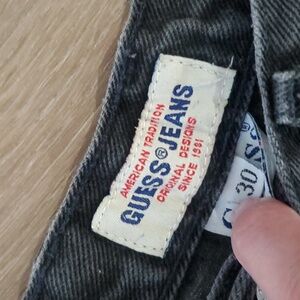 AMERICAN TRADITION
GUESS® JEANS
ORIGINAL DESIGNS
SINCE 1981
30